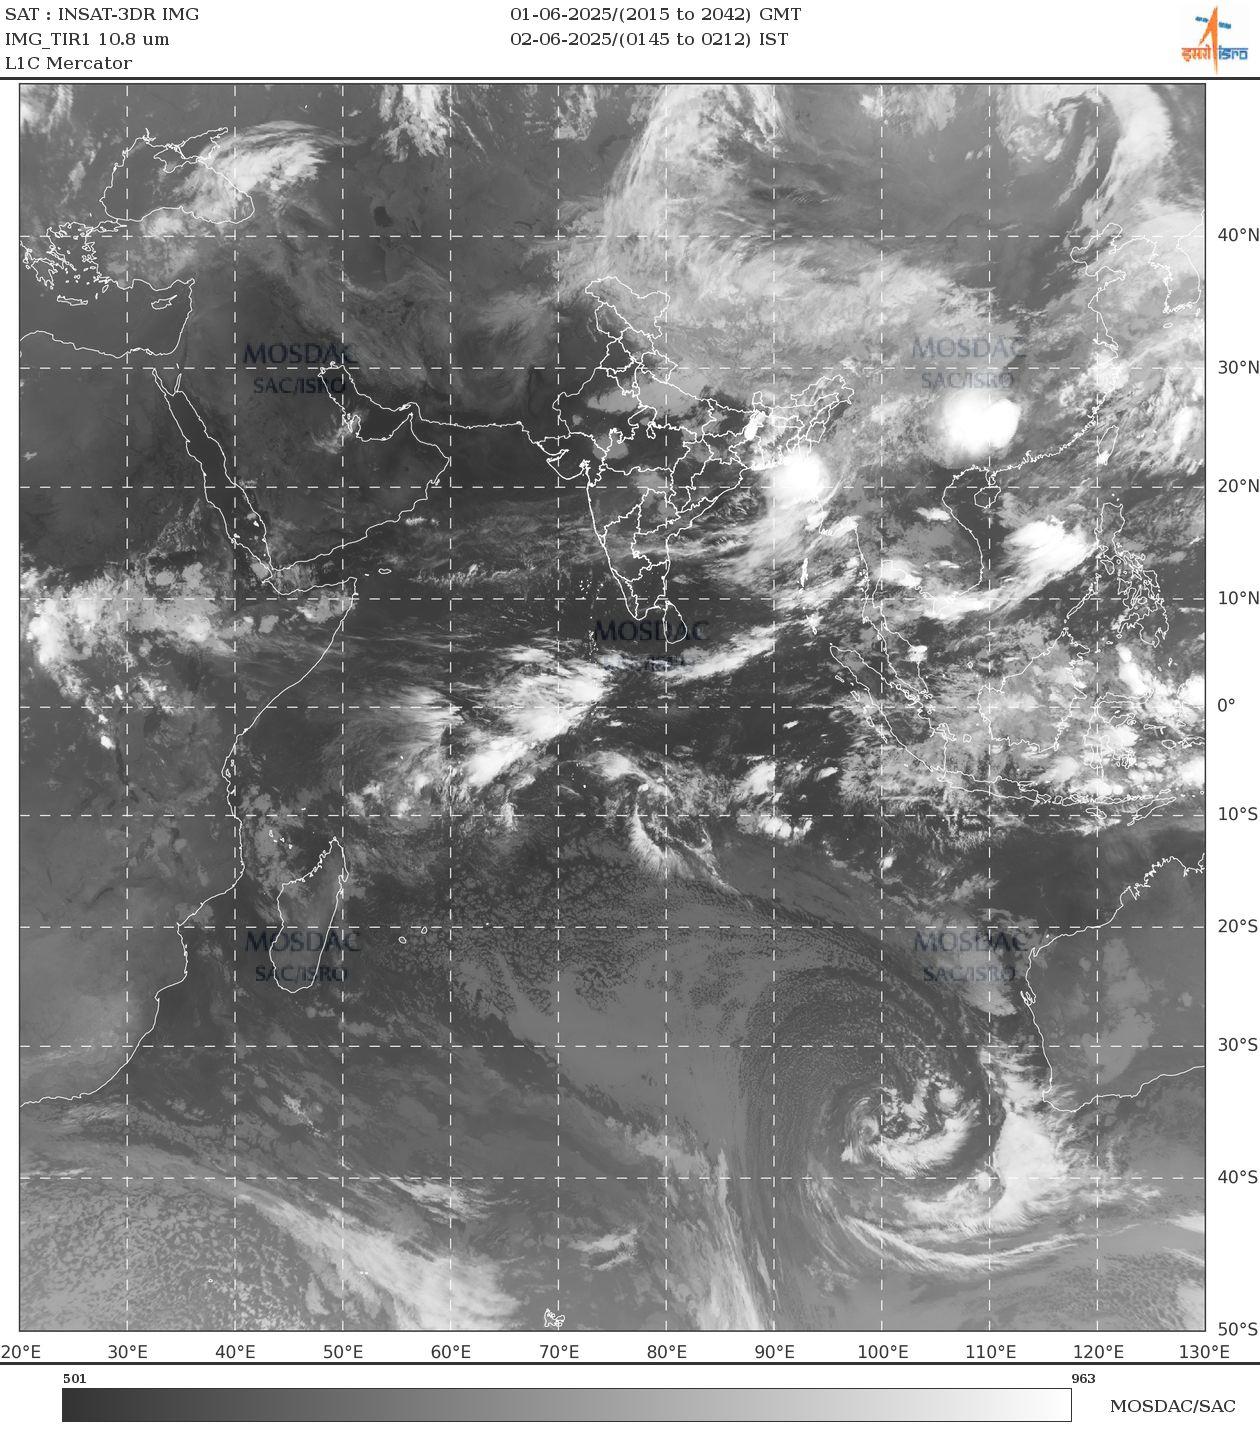 SAT : INSAT-3DR IMG
01-06-2025/(2015 to 2042) GMT
IMG_TIR1 10.8 um
02-06-2025/(0145 to 0212) IST
L1C Mercator
इसरो isro
40°N
MOSDAC
SAC/ISRO
MOSDAC
SAC/ISRO
30°N
20°N
10°N
MOSDAC
0°
10°S
20°S
MOSDAC
SAC/ISRO
MOSDAC
SAC/ISRO
30°S
40°S
50°S
20°E 30°E 40°E 50°E 60°E 70°E 80°E 90°E 100°E 110°E 120°E 130°E
501
963
MOSDAC/SAC